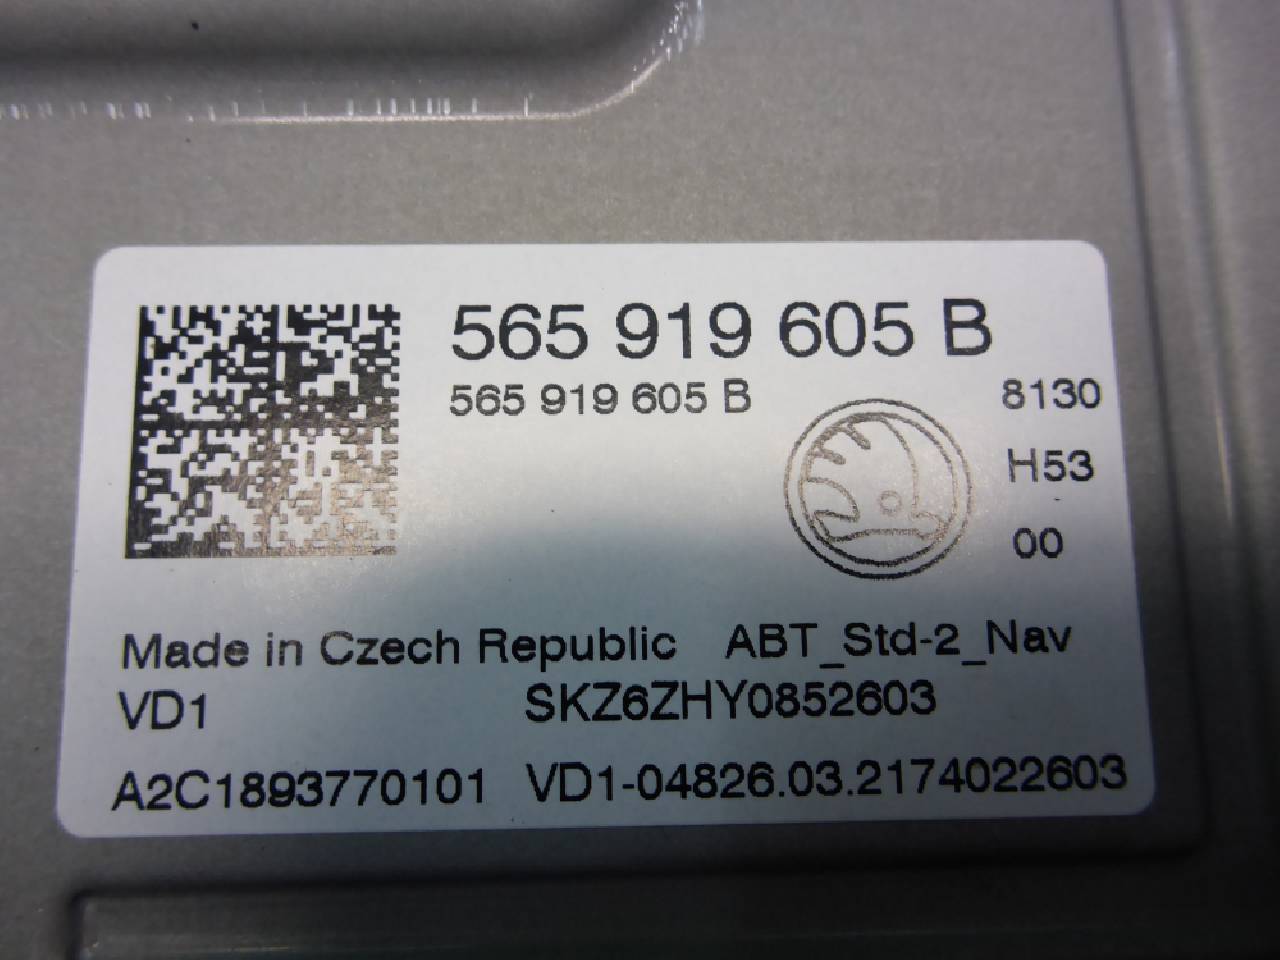 565 919 605 B
565 919 605 B
8130
H53
00
Made in Czech Republic ABT_Std-2_Nav
VD1 SKZ6ZHY0852603
A2C1893770101 VD1-04826.03.2174022603